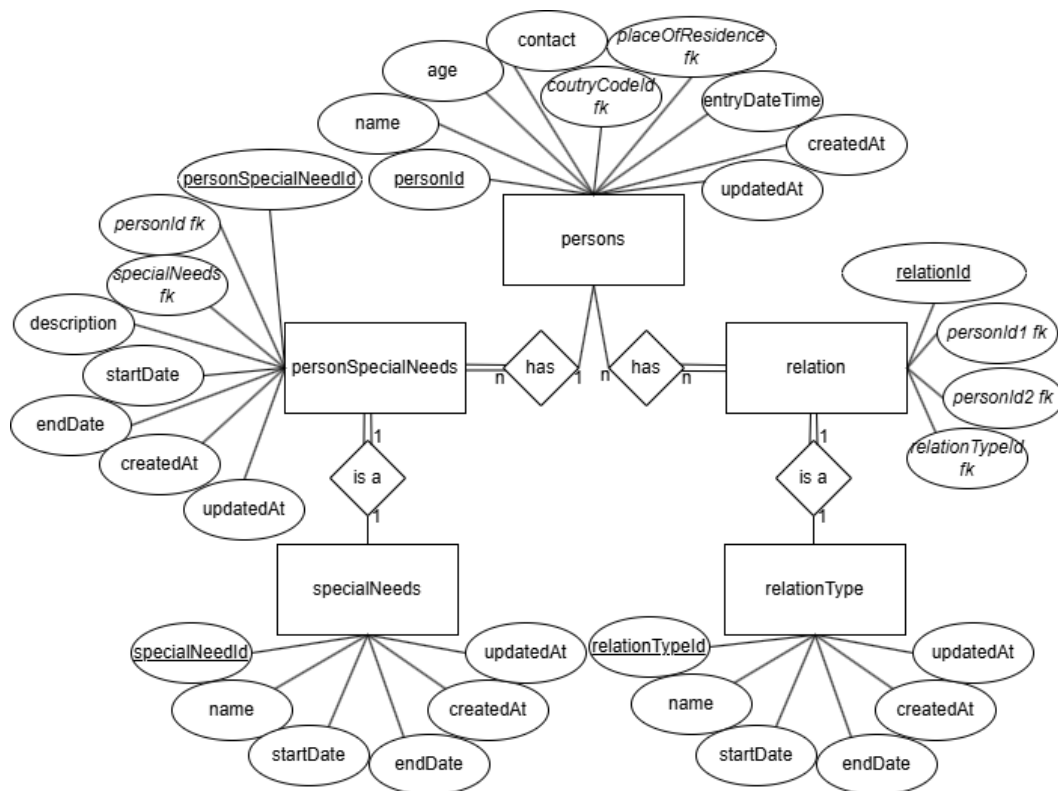 contact
placeOfResidence
fk
age
coutryCodeId
fk
entryDateTime
name
createdAt
personSpecialNeedId
personId
updatedAt
personId fk
persons
specialNeeds
fk
relationId
description
personId1 fk
personSpecialNeeds
has
has
relation
n
1
n
n
startDate
personId2 fk
endDate
1
1
relationTypeId
fk
createdAt
is a
is a
updatedAt
1
1
specialNeeds
relationType
specialNeedId
updatedAt
relationTypeId
updatedAt
name
createdAt
name
createdAt
startDate
endDate
startDate
endDate